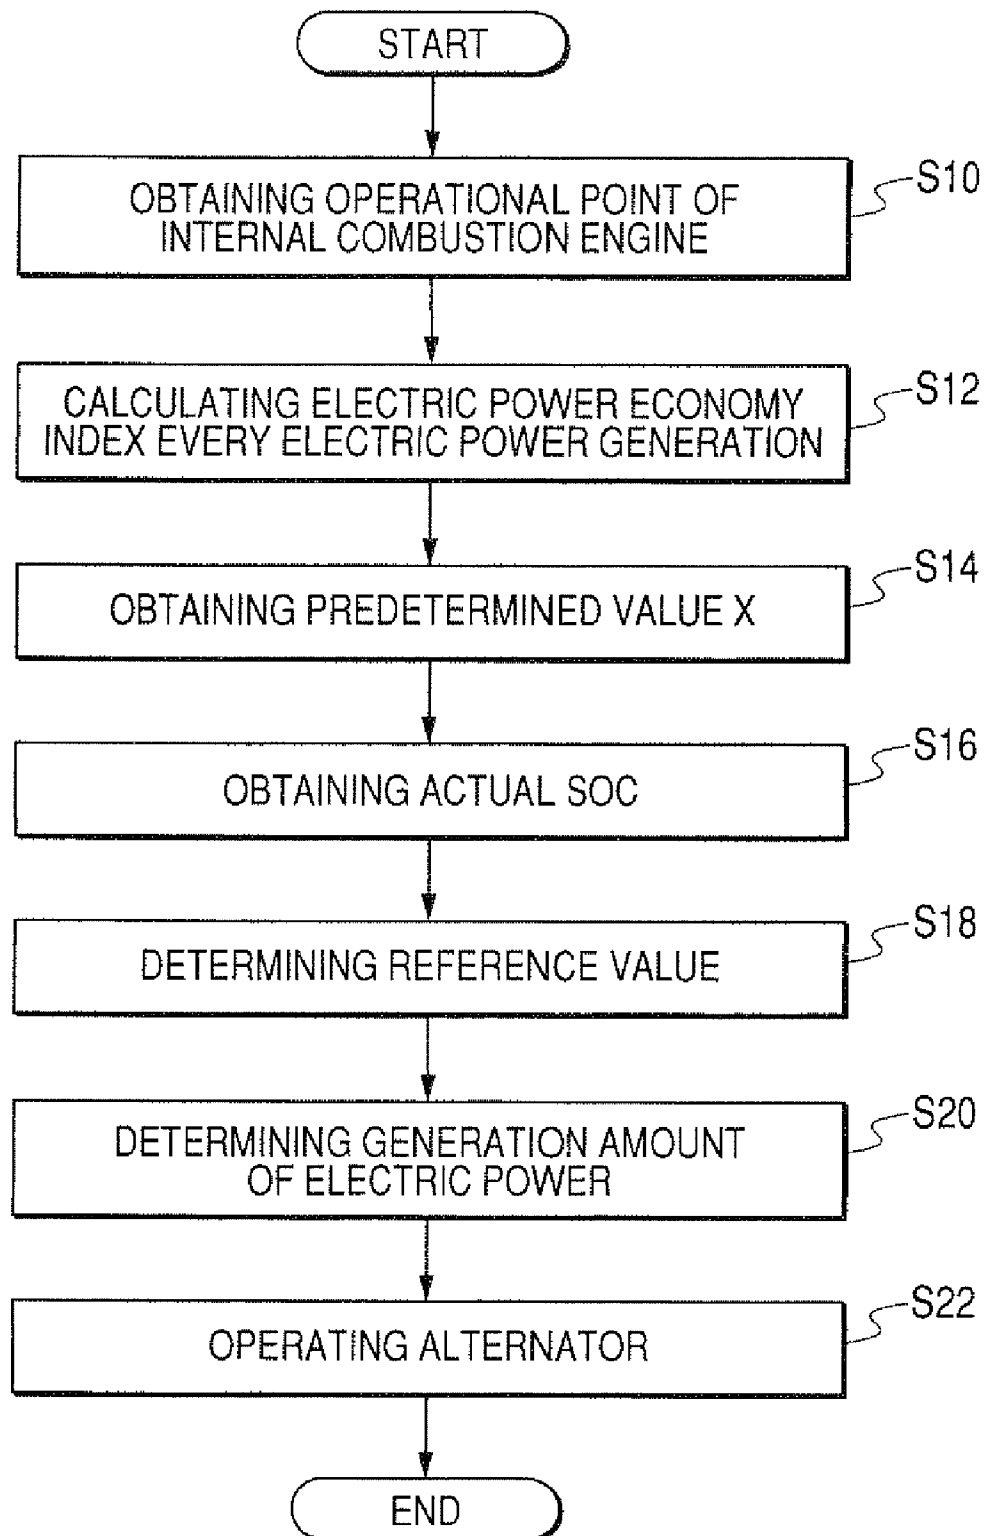 START
OBTAINING OPERATIONAL POINT OF
INTERNAL COMBUSTION ENGINE
S10
CALCULATING ELECTRIC POWER ECONOMY
INDEX EVERY ELECTRIC POWER GENERATION
S12
OBTAINING PREDETERMINED VALUE X
S14
OBTAINING ACTUAL SOC
S16
DETERMINING REFERENCE VALUE
S18
DETERMINING GENERATION AMOUNT
OF ELECTRIC POWER
S20
OPERATING ALTERNATOR
S22
END